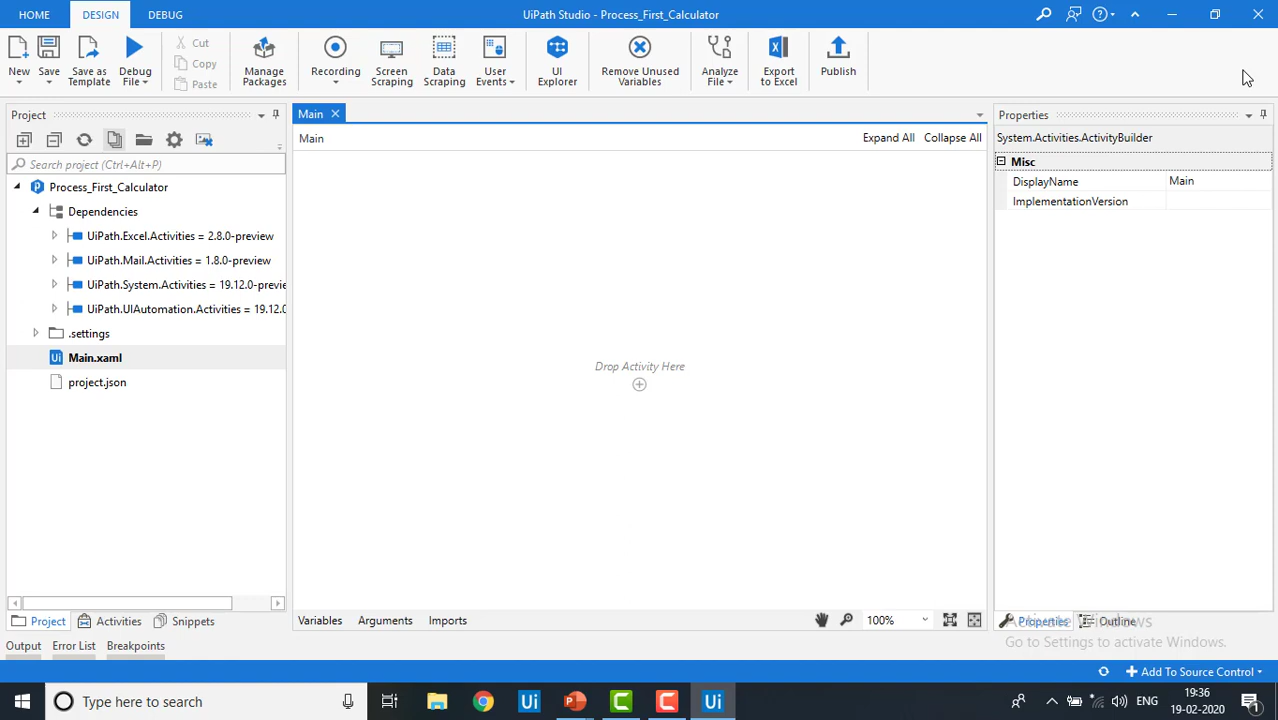 HOME DESIGN DEBUG UiPath Studio - Process_First_Calculator
New Save Save as Template Debug File Cut Copy Paste Manage Packages Recording Screen Scraping Data Scraping User Events UI Explorer Remove Unused Variables Analyze File Export to Excel Publish
Project Main Properties
Main Expand All Collapse All System.Activities.ActivityBuilder
Search project (Ctrl+Alt+P) Misc
Process_First_Calculator DisplayName Main
Dependencies ImplementationVersion
UiPath.Excel.Activities = 2.8.0-preview
UiPath.Mail.Activities = 1.8.0-preview
UiPath.System.Activities = 19.12.0-previe
UiPath.UIAutomation.Activities = 19.12.0
.settings
Ui Main.xaml
Drop Activity Here
project.json
Project Activities Snippets Variables Arguments Imports 100% Properties Outline
Activate Windows
Output Error List Breakpoints Go to Settings to activate Windows.
Add To Source Control
Type here to search Ui Ui ENG 19:36
19-02-2020 1